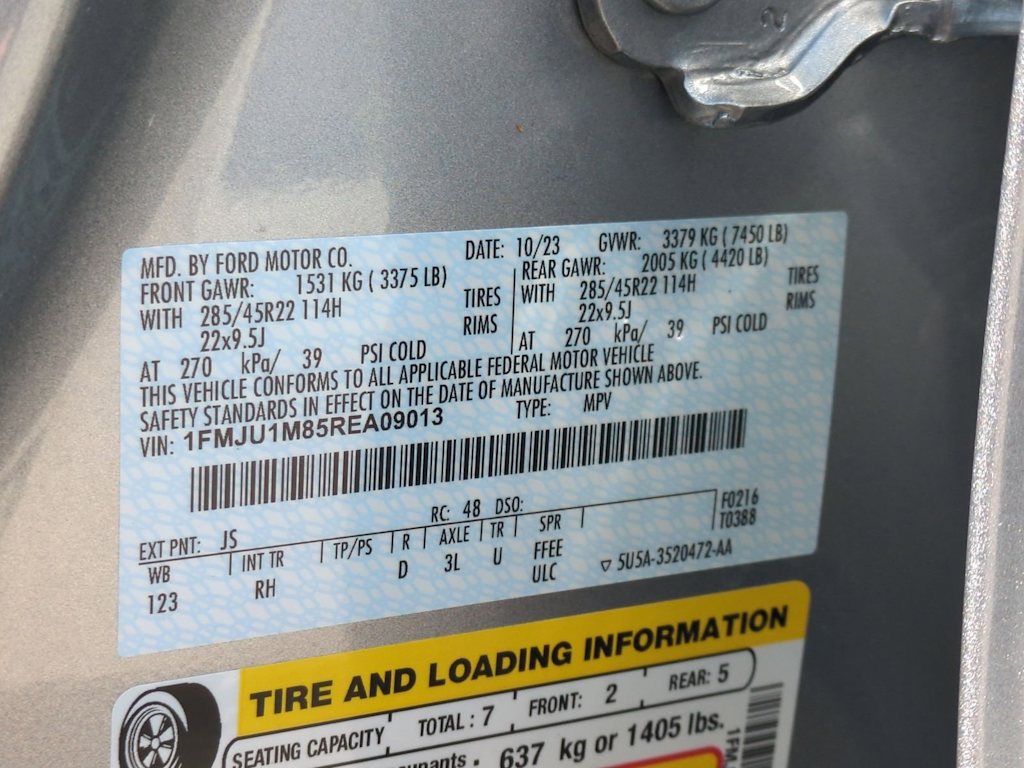 MFD. BY FORD MOTOR CO. DATE: 10/23 GVWR: 3379 KG ( 7450 LB)
FRONT GAWR: 1531 KG ( 3375 LB) REAR GAWR: 2005 KG ( 4420 LB)
WITH 285/45R22 114H TIRES WITH 285/45R22 114H TIRES
22x9.5J RIMS 22x9.5J RIMS
AT 270 kPa/ 39 PSI COLD AT 270 kPa/ 39 PSI COLD
THIS VEHICLE CONFORMS TO ALL APPLICABLE FEDERAL MOTOR VEHICLE
SAFETY STANDARDS IN EFFECT ON THE DATE OF MANUFACTURE SHOWN ABOVE.
VIN: 1FMJU1M85REA09013 TYPE: MPV
EXT PNT: JS RC: 48 DSO: F0216
WB INT TR TP/PS R AXLE TR SPR T0388
123 RH D 3L U FFEE 5U5A-3520472-AA
ULC
TIRE AND LOADING INFORMATION
SEATING CAPACITY TOTAL : 7 FRONT: 2 REAR: 5
637 kg or 1405 lbs.
1FM